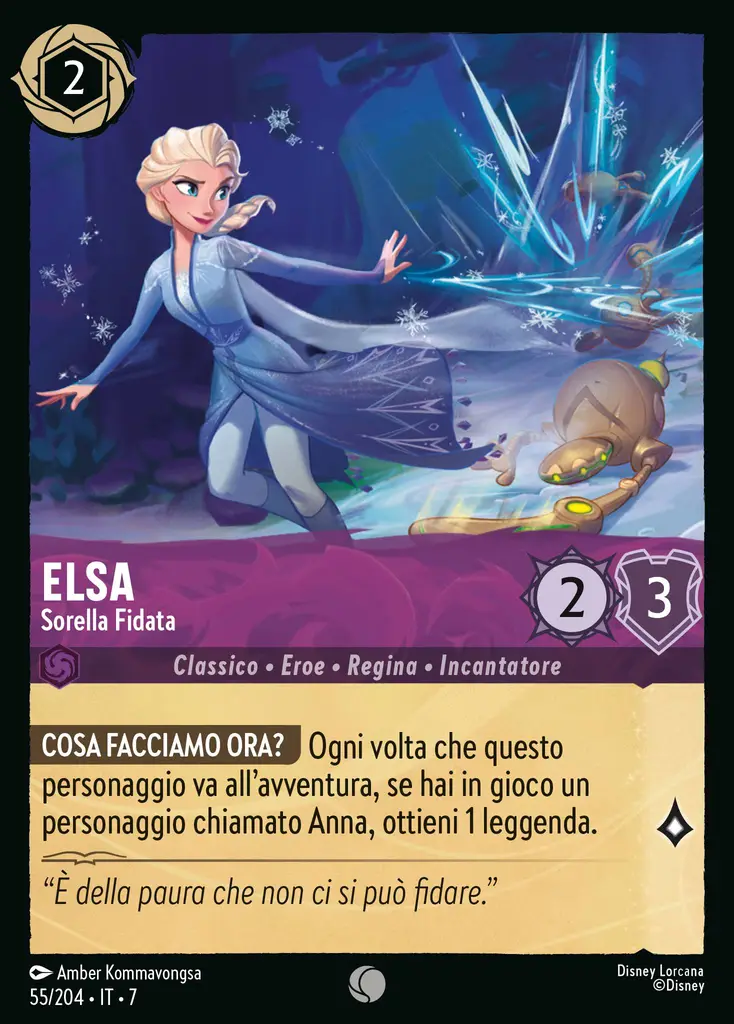 2
ELSA
Sorella Fidata
2
3
Classico • Eroe • Regina • Incantatore
COSA FACCIAMO ORA? Ogni volta che questo
personaggio va all'avventura, se hai in gioco un
personaggio chiamato Anna, ottieni 1 leggenda.
“È della paura che non ci si può fidare.”
Amber Kommavongsa
55/204 • IT • 7
Disney Lorcana
©Disney